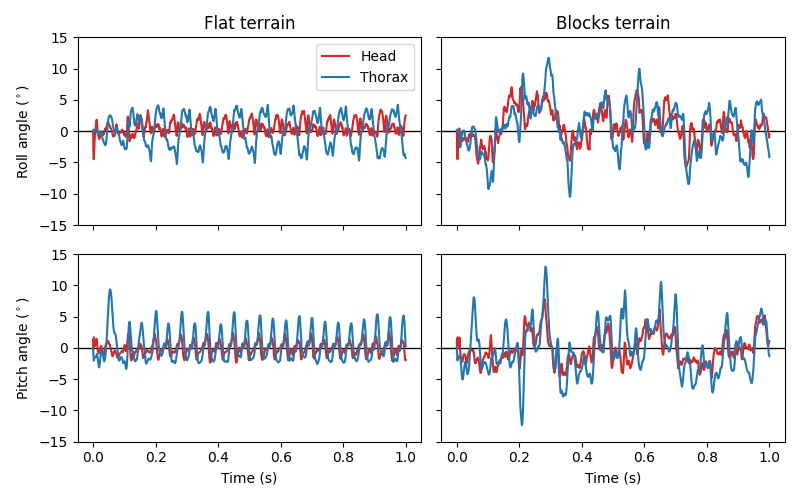 Flat terrain
Blocks terrain
Head
Thorax
Roll angle (°)
15
10
5
0
−5
−10
−15
Pitch angle (°)
15
10
5
0
−5
−10
−15
0.0 0.2 0.4 0.6 0.8 1.0
0.0 0.2 0.4 0.6 0.8 1.0
Time (s)
Time (s)